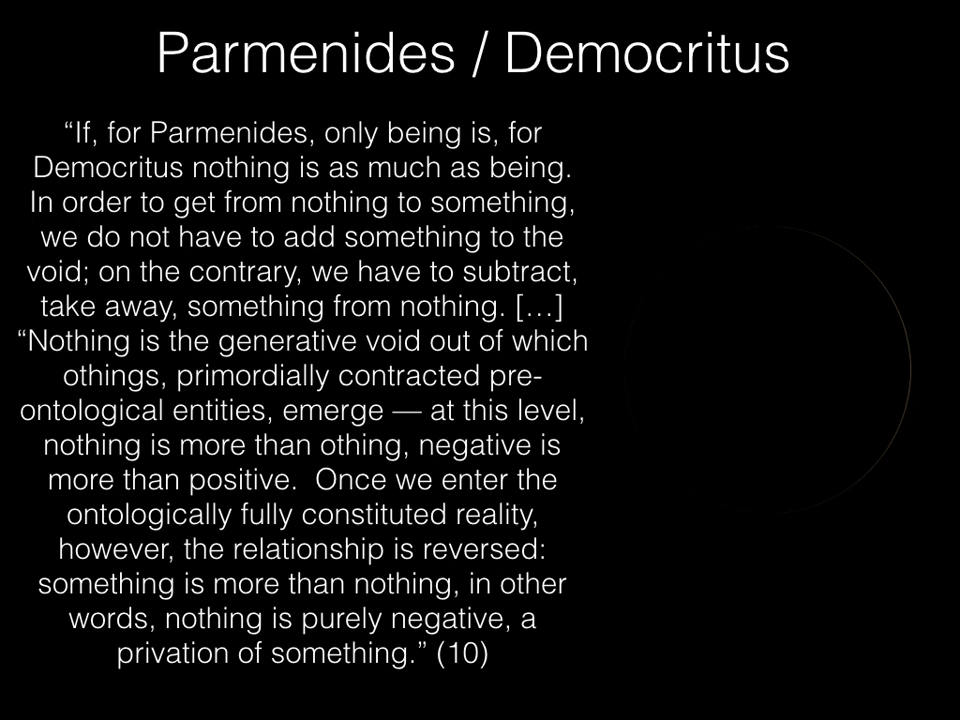 Parmenides / Democritus
“If, for Parmenides, only being is, for
Democritus nothing is as much as being.
In order to get from nothing to something,
we do not have to add something to the
void; on the contrary, we have to subtract,
take away, something from nothing. […]
“Nothing is the generative void out of which
othings, primordially contracted pre-
ontological entities, emerge — at this level,
nothing is more than othing, negative is
more than positive.  Once we enter the
ontologically fully constituted reality,
however, the relationship is reversed:
something is more than nothing, in other
words, nothing is purely negative, a
privation of something.” (10)